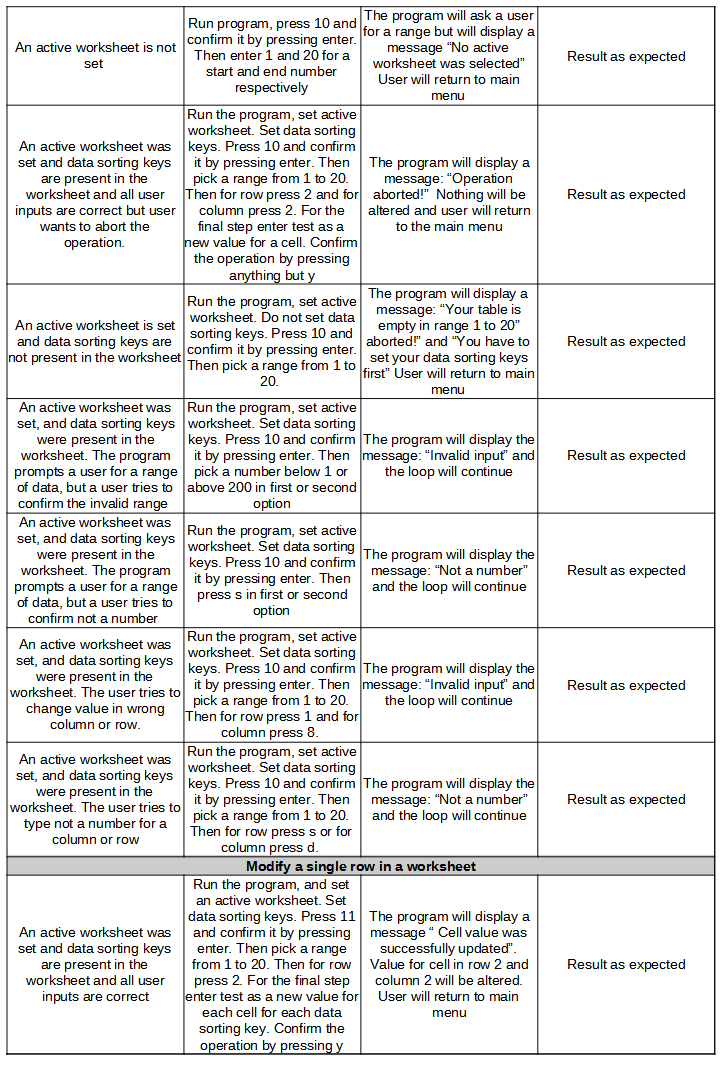 An active worksheet is not
set
Run program, press 10 and
confirm it by pressing enter.
Then enter 1 and 20 for a
start and end number
respectively
The program will ask a user
for a range but will display a
message “No active
worksheet was selected”
User will return to main
menu
Result as expected
An active worksheet was
set and data sorting keys
are present in the
worksheet and all user
inputs are correct but user
wants to abort the
operation.
Run the program, set active
worksheet. Set data sorting
keys. Press 10 and confirm
it by pressing enter. Then
pick a range from 1 to 20.
Then for row press 2 and for
column press 2. For the
final step enter test as a
new value for a cell. Confirm
the operation by pressing
anything but y
The program will display a
message: “Operation
aborted!”  Nothing will be
altered and user will return
to the main menu
Result as expected
An active worksheet is set
and data sorting keys are
not present in the worksheet
Run the program, set active
worksheet. Do not set data
sorting keys. Press 10 and
confirm it by pressing enter.
Then pick a range from 1 to
20.
The program will display a
message: “Your table is
empty in range 1 to 20”
aborted!” and “You have to
set your data sorting keys
first” User will return to main
menu
Result as expected
An active worksheet was
set, and data sorting keys
were present in the
worksheet. The program
prompts a user for a range
of data, but a user tries to
confirm the invalid range
Run the program, set active
worksheet. Set data sorting
keys. Press 10 and confirm
it by pressing enter. Then
pick a number below 1 or
above 200 in first or second
option
The program will display the
message: “Invalid input” and
the loop will continue
Result as expected
An active worksheet was
set, and data sorting keys
were present in the
worksheet. The program
prompts a user for a range
of data, but a user tries to
confirm not a number
Run the program, set active
worksheet. Set data sorting
keys. Press 10 and confirm
it by pressing enter. Then
press s in first or second
option
The program will display the
message: “Not a number”
and the loop will continue
Result as expected
An active worksheet was
set, and data sorting keys
were present in the
worksheet. The user tries to
change value in wrong
column or row.
Run the program, set active
worksheet. Set data sorting
keys. Press 10 and confirm
it by pressing enter. Then
pick a range from 1 to 20.
Then for row press 1 and for
column press 8.
The program will display the
message: “Invalid input” and
the loop will continue
Result as expected
An active worksheet was
set, and data sorting keys
were present in the
worksheet. The user tries to
type not a number for a
column or row
Run the program, set active
worksheet. Set data sorting
keys. Press 10 and confirm
it by pressing enter. Then
pick a range from 1 to 20.
Then for row press s or for
column press d.
The program will display the
message: “Not a number”
and the loop will continue
Result as expected
Modify a single row in a worksheet
An active worksheet was
set and data sorting keys
are present in the
worksheet and all user
inputs are correct
Run the program, and set
an active worksheet. Set
data sorting keys. Press 11
and confirm it by pressing
enter. Then pick a range
from 1 to 20. Then for row
press 2. For the final step
enter test as a new value for
each cell for each data
sorting key. Confirm the
operation by pressing y
The program will display a
message “ Cell value was
successfully updated”.
Value for cell in row 2 and
column 2 will be altered.
User will return to main
menu
Result as expected